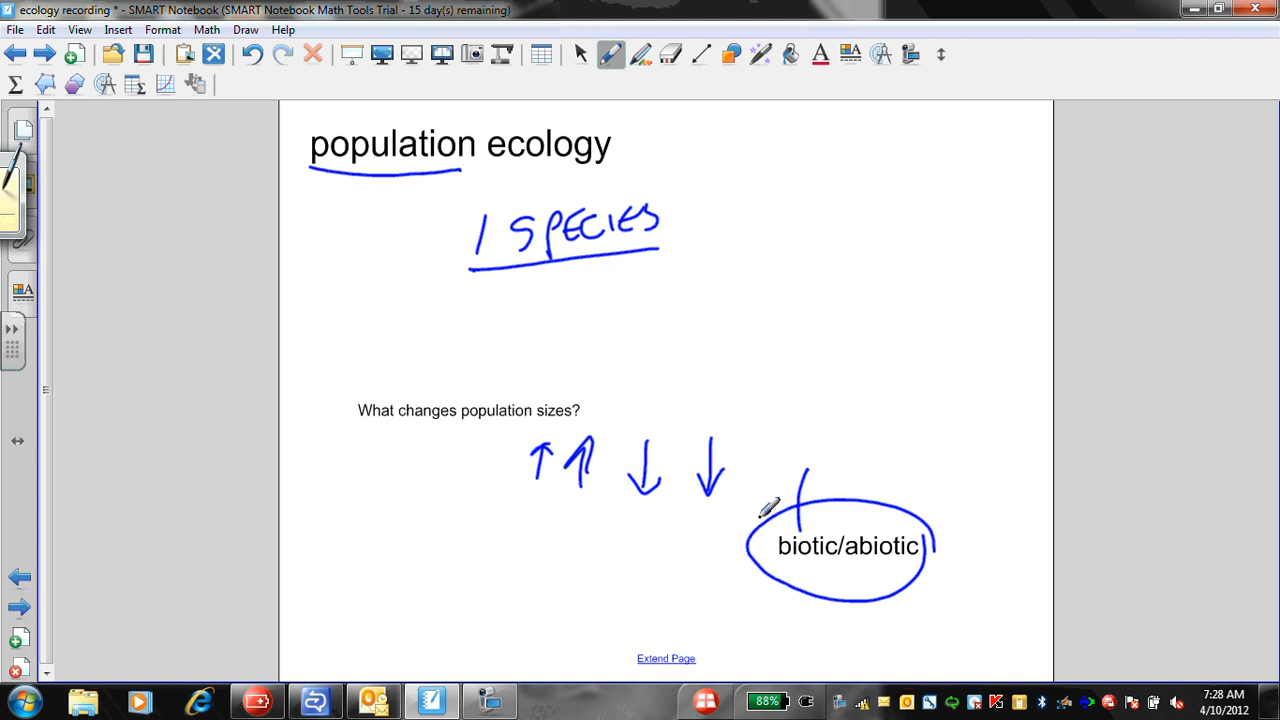 ecology recording * - SMART Notebook (SMART Notebook Math Tools Trial - 15 day(s) remaining)
File Edit View Insert Format Math Draw Help
population ecology
1 SPECIES
What changes population sizes?
biotic/abiotic
Extend Page
88%
7:28 AM
4/10/2012